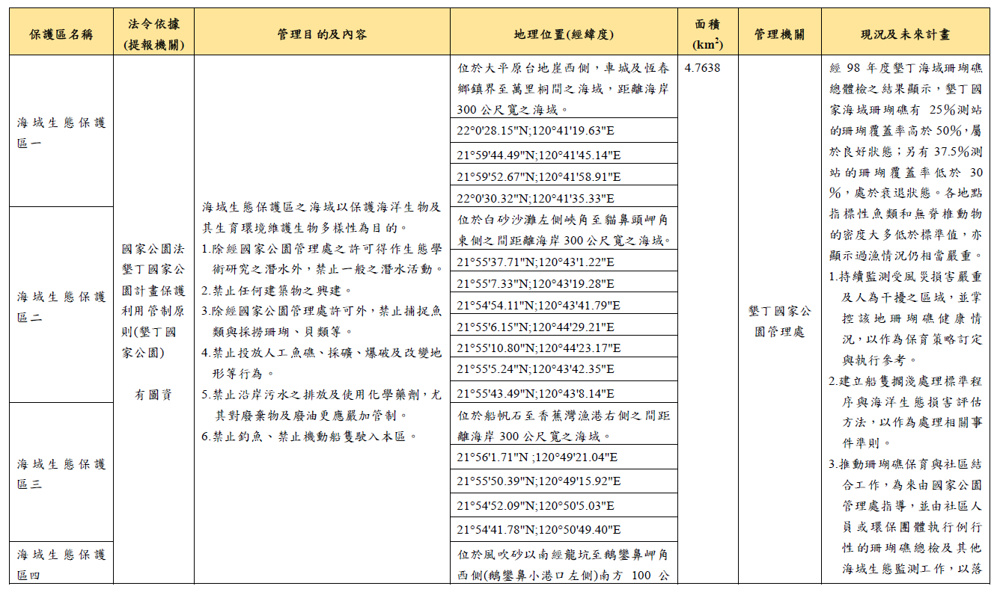 保護區名稱
法令依據
(提報機關)
管理目的及內容
地理位置(經緯度)
面積
(km²)
管理機關
現況及未來計畫
海域生態保護
區一
海域生態保護
區二
海域生態保護
區三
海域生態保護
區四
國家公園法
墾丁國家公
園計畫保護
利用管制原
則(墾丁國
家公園)
有圖資
海域生態保護區之海域以保護海洋生物及
其生育環境維護生物多樣性為目的。
1.除經國家公園管理處之許可得作生態學
術研究之潛水外，禁止一般之潛水活動。
2.禁止任何建築物之興建。
3.除經國家公園管理處許可外，禁止捕捉魚
類與採撈珊瑚、貝類等。
4.禁止投放人工魚礁、採礦、爆破及改變地
形等行為。
5.禁止沿岸污水之排放及使用化學藥劑，尤
其對廢棄物及廢油更應嚴加管制。
6.禁止釣魚、禁止機動船隻駛入本區。
位於大平原台地崖西側，車城及恆春
鄉鎮界至萬里桐間之海域，距離海岸
300公尺寬之海域。
22°0'28.15"N;120°41'19.63"E
21°59'44.49"N;120°41'45.14"E
21°59'52.67"N;120°41'58.91"E
22°0'30.32"N;120°41'35.33"E
位於白砂沙灘左側峽角至貓鼻頭岬角
東側之間距離海岸300公尺寬之海域。
21°55'37.71"N;120°43'1.22"E
21°55'7.33"N;120°43'19.28"E
21°54'54.11"N;120°43'41.79"E
21°55'6.15"N;120°44'29.21"E
21°55'10.80"N;120°44'23.17"E
21°55'5.24"N;120°43'42.35"E
21°55'43.49"N;120°43'8.14"E
位於船帆石至香蕉灣漁港右側之間距
離海岸300公尺寬之海域。
21°56'1.71"N ;120°49'21.04"E
21°55'50.39"N;120°49'15.92"E
21°54'52.09"N;120°50'5.03"E
21°54'41.78"N;120°50'49.40"E
位於風吹砂以南經龍坑至鵝鑾鼻岬角
西側(鵝鑾鼻小港口左側)南方 100 公
4.7638
墾丁國家公
園管理處
經 98 年度墾丁海域珊瑚礁
總體檢之結果顯示，墾丁國
家海域珊瑚礁有 25％測站
的珊瑚覆蓋率高於50％，屬
於良好狀態；另有37.5％測
站的珊瑚覆蓋率低於 30
％，處於衰退狀態。各地點
指標性魚類和無脊椎動物
的密度大多低於標準值，亦
顯示過漁情況仍相當嚴重。
1.持續監測受風災損害嚴重
及人為干擾之區域，並掌
控該地珊瑚礁健康情
況，以作為保育策略訂定
與執行參考。
2.建立船隻擱淺處理標準程
序與海洋生態損害評估
方法，以作為處理相關事
件準則。
3.推動珊瑚礁保育與社區結
合工作，為來由國家公園
管理處指導，並由社區人
員或環保團體執行例行
性的珊瑚礁總檢及其他
海域生態監測工作，以落